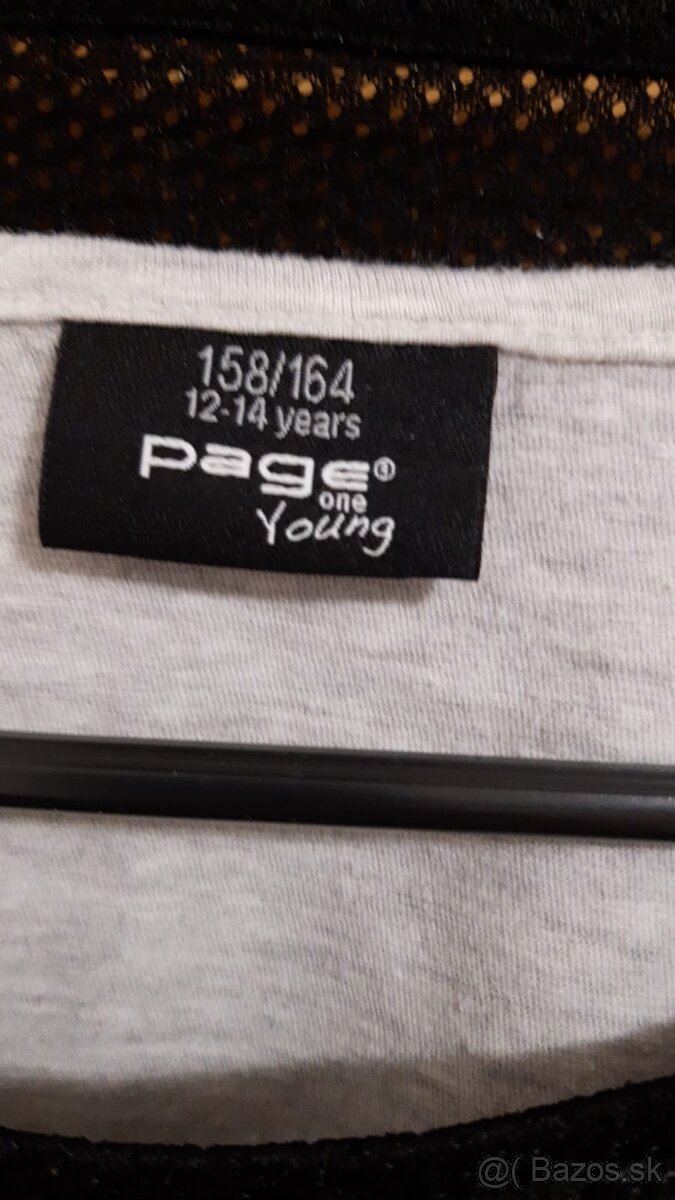 158/164
12-14 years
page®
one
Young
@( Bazos.sk